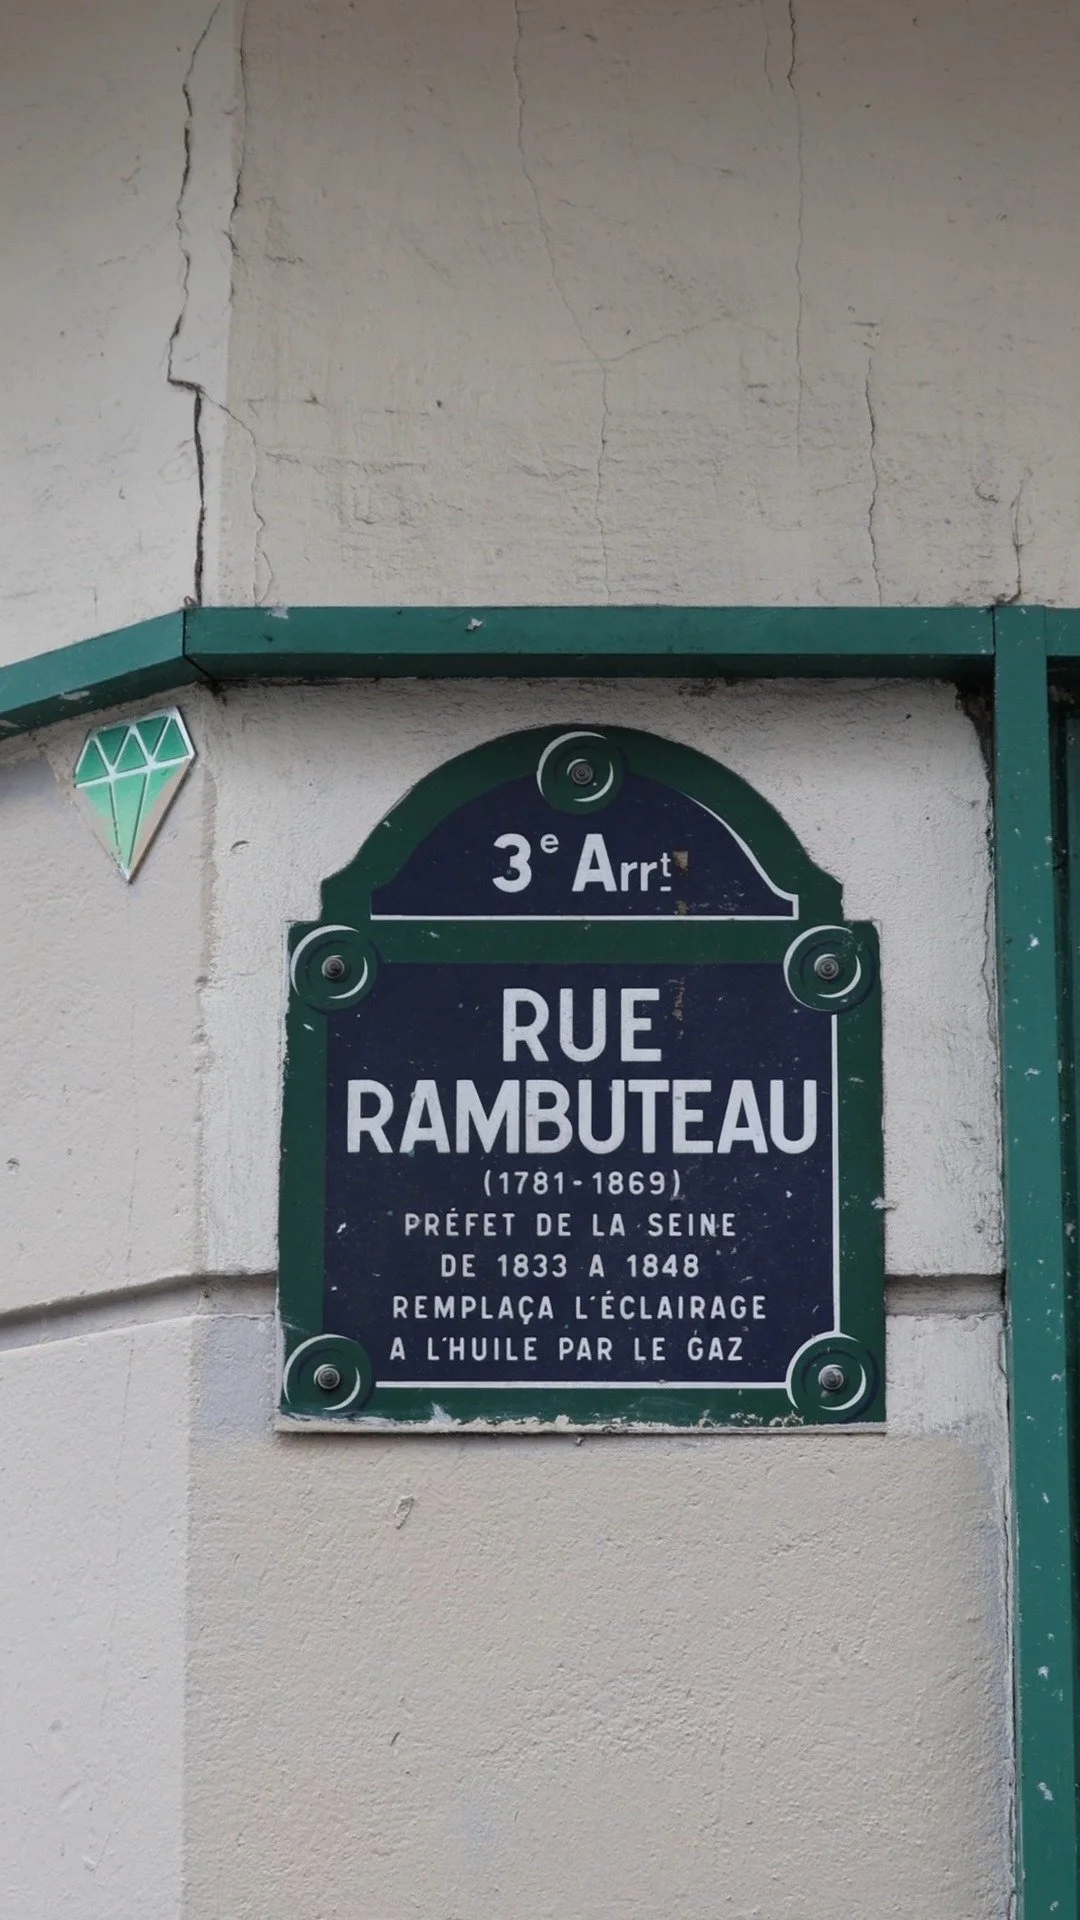 3e Arrt
RUE
RAMBUTEAU
(1781-1869)
PRÉFET DE LA SEINE
DE 1833 A 1848
REMPLAÇA L'ÉCLAIRAGE
A L'HUILE PAR LE GAZ